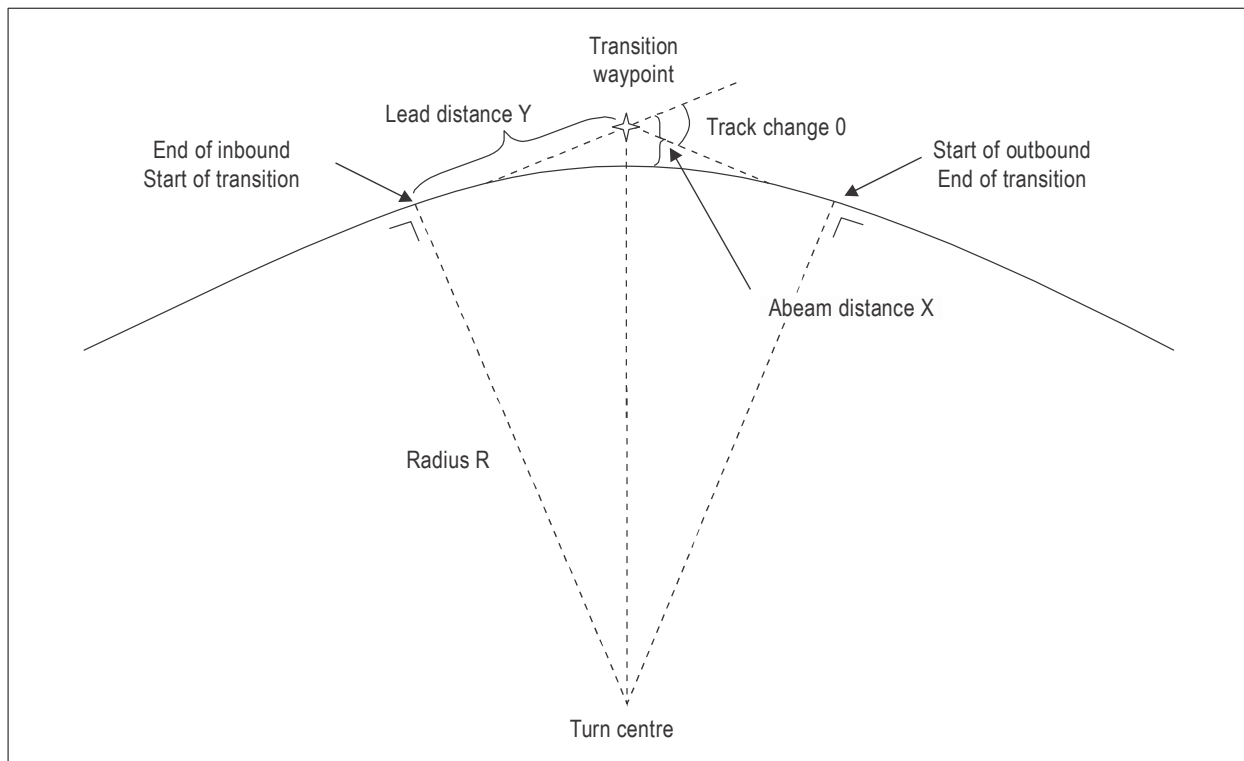 Transition
waypoint
Lead distance Y
Track change 0
End of inbound
Start of transition
Start of outbound
End of transition
Abeam distance X
Radius R
Turn centre